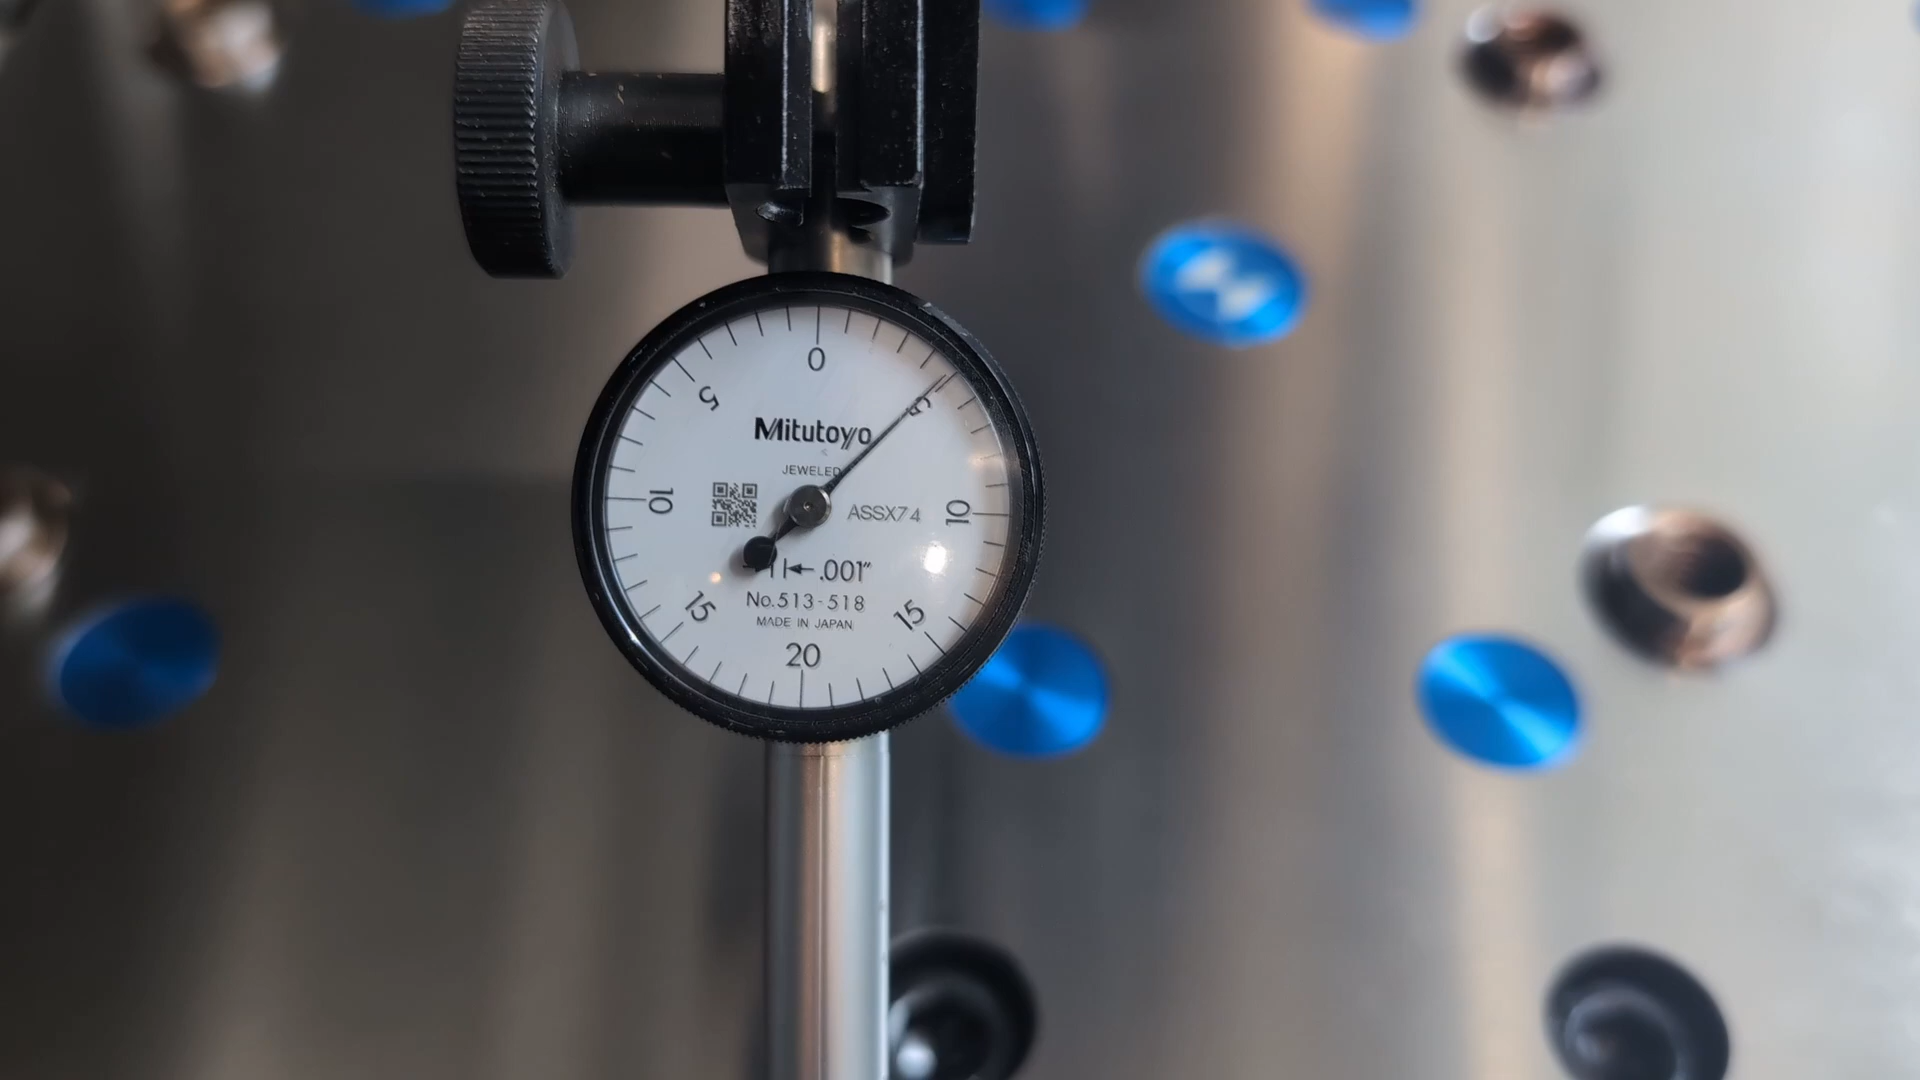 0
5 5
Mitutoyo
JEWELED
10 ASSX74 10
.001"
15 No.513-518 15
MADE IN JAPAN
20